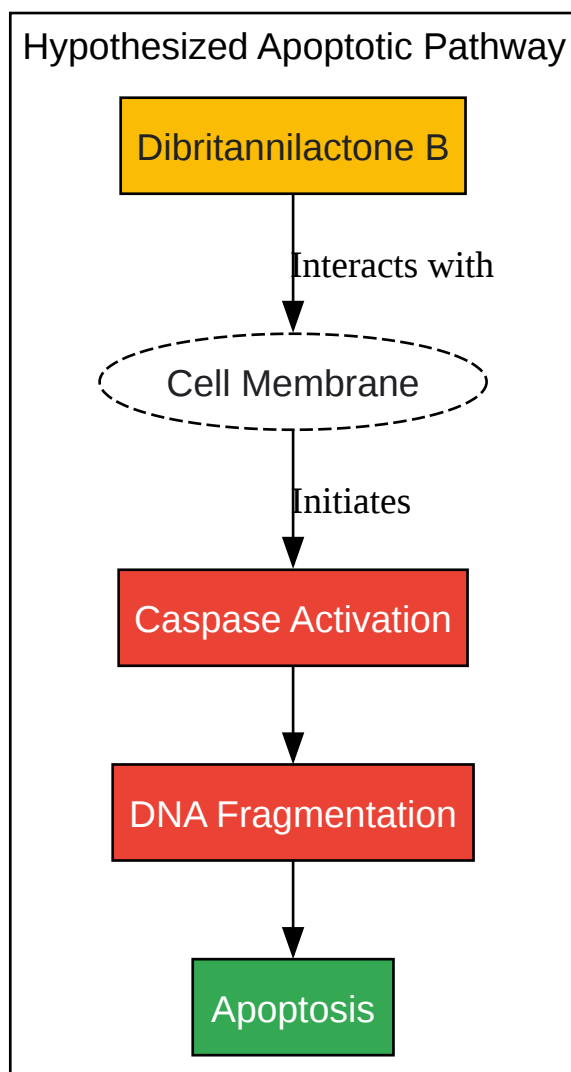 Hypothesized Apoptotic Pathway
Dibritannilactone B
Interacts with
Cell Membrane
Initiates
Caspase Activation
DNA Fragmentation
Apoptosis